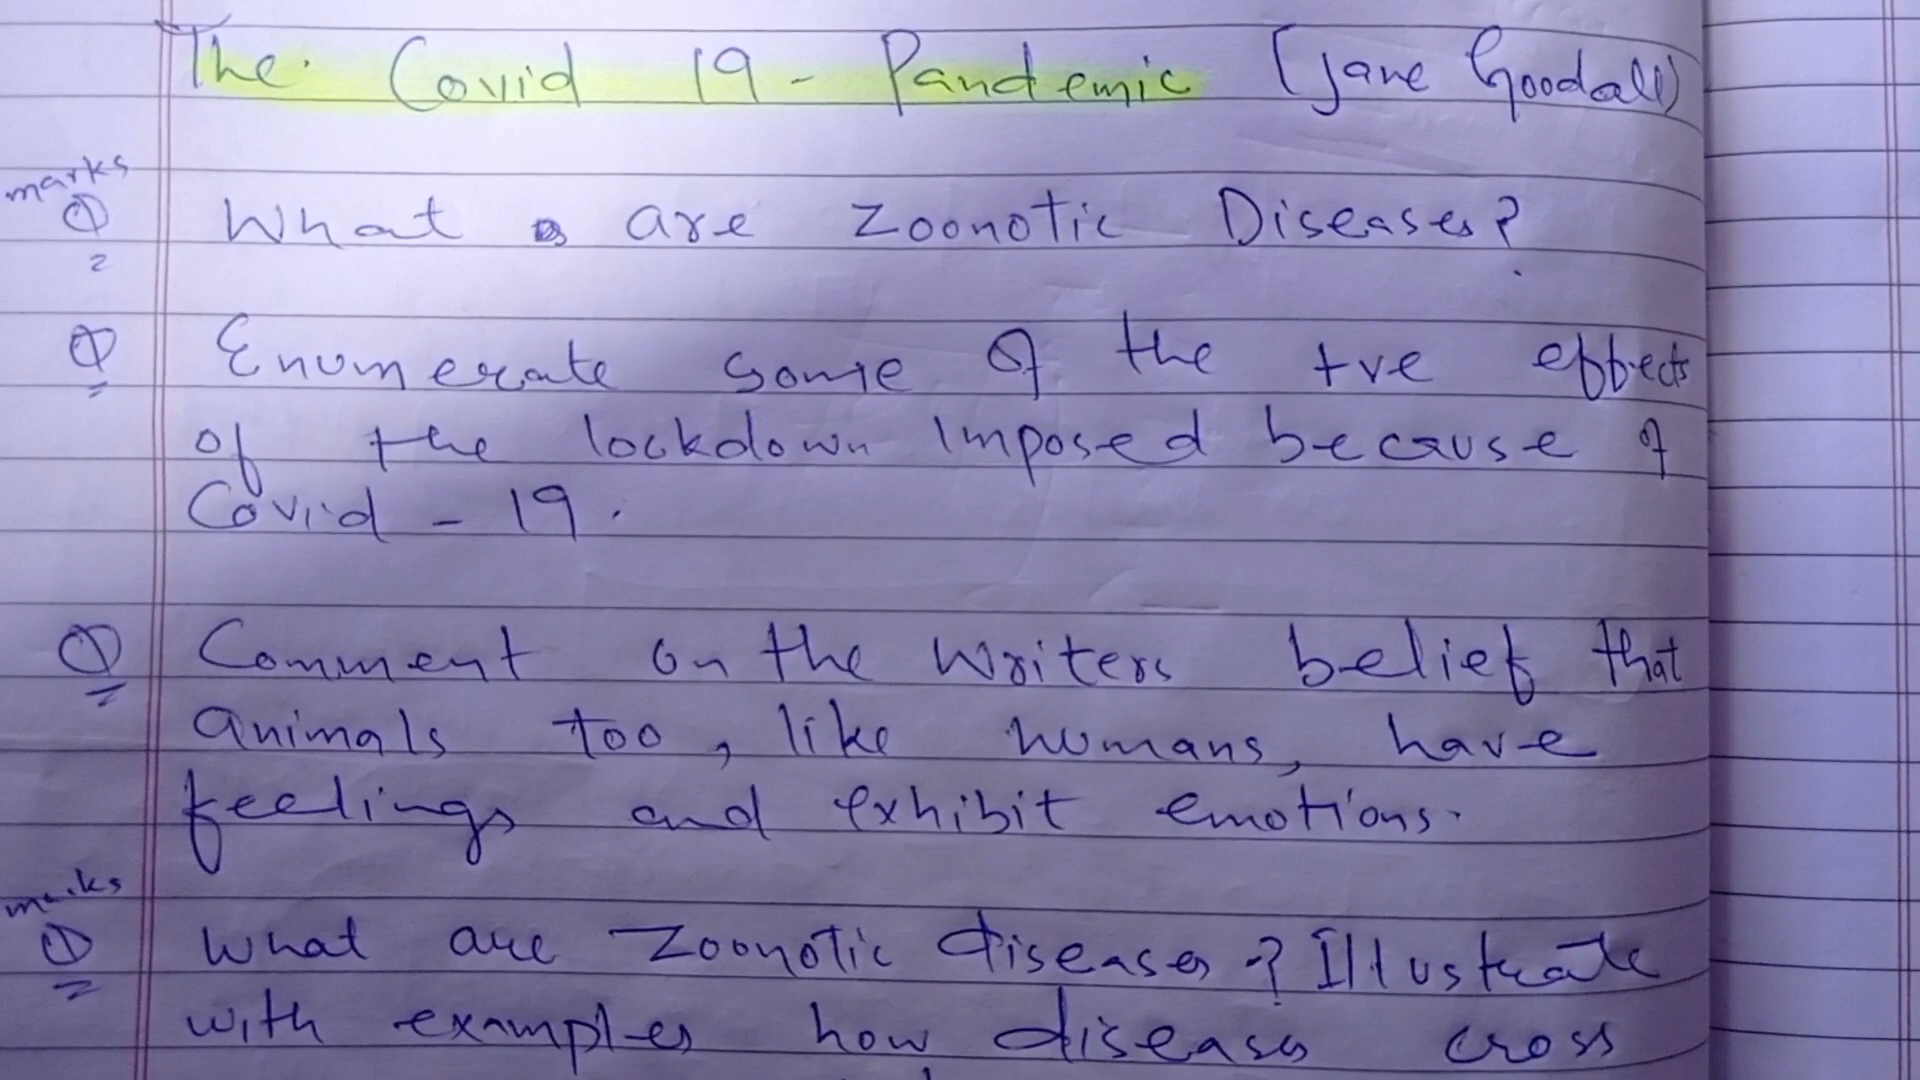 The Covid 19 - Pandemic (Jane Goodall)
marks
Q What are Zoonotic Diseases?
2
Q Enumerate some of the +ve effects
of the lockdown imposed because of
Covid - 19.
Q Comment on the writers belief that
animals too, like humans, have
feelings and exhibit emotions.
marks
Q What are Zoonotic diseases? Illustrate
with examples how diseases cross